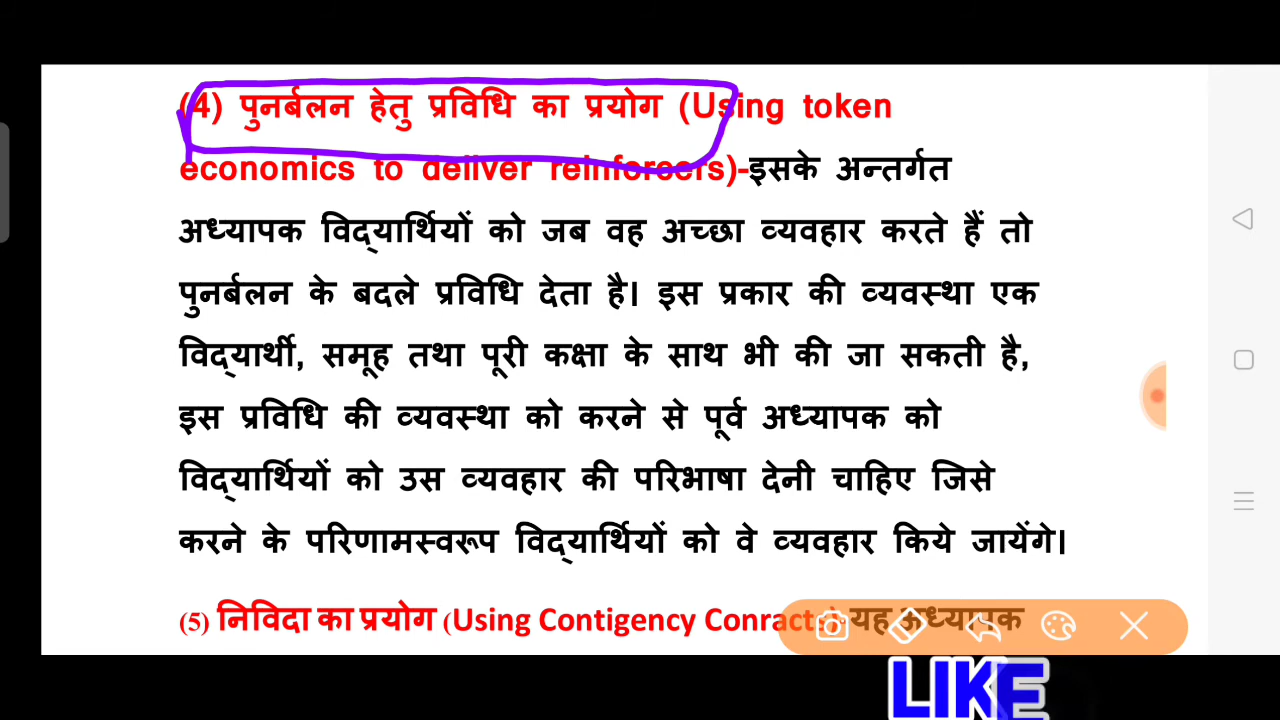 (4) पुनर्बलन हेतु प्रविधि का प्रयोग (Using token
economics to deliver reinforcers)-इसके अन्तर्गत
अध्यापक विद्यार्थियों को जब वह अच्छा व्यवहार करते हैं तो
पुनर्बलन के बदले प्रविधि देता है। इस प्रकार की व्यवस्था एक
विद्यार्थी, समूह तथा पूरी कक्षा के साथ भी की जा सकती है,
इस प्रविधि की व्यवस्था को करने से पूर्व अध्यापक को
विद्यार्थियों को उस व्यवहार की परिभाषा देनी चाहिए जिसे
करने के परिणामस्वरूप विद्यार्थियों को वे व्यवहार किये जायेंगे।
(5) निविदा का प्रयोग (Using Contigency Conracts)-यह अध्यापक
LIKE